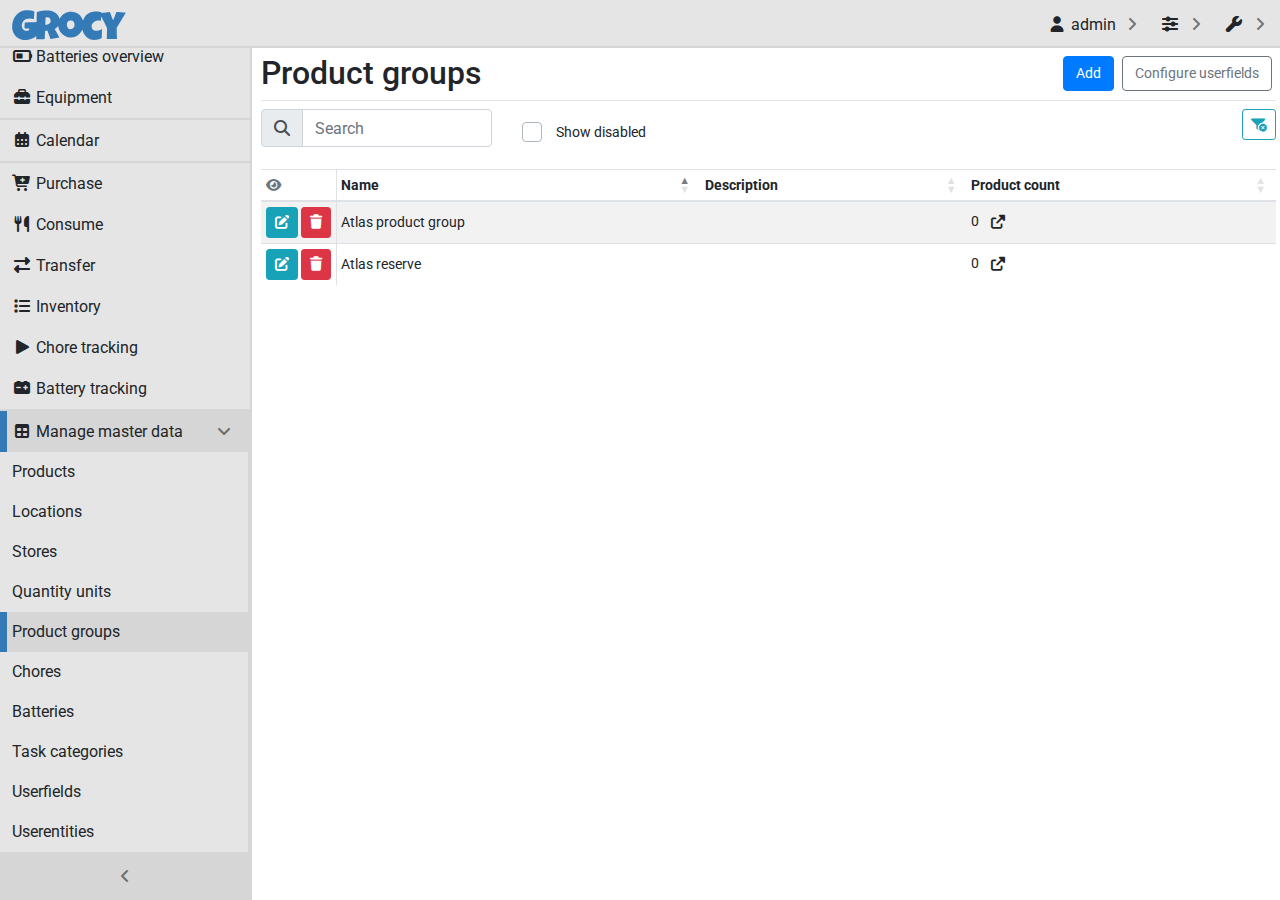 GROCY
admin
Batteries overview
Equipment
Calendar
Purchase
Consume
Transfer
Inventory
Chore tracking
Battery tracking
Manage master data
Products
Locations
Stores
Quantity units
Product groups
Chores
Batteries
Task categories
Userfields
Userentities
Product groups
Add
Configure userfields
Search
Show disabled
Name
Description
Product count
Atlas product group
0
Atlas reserve
0